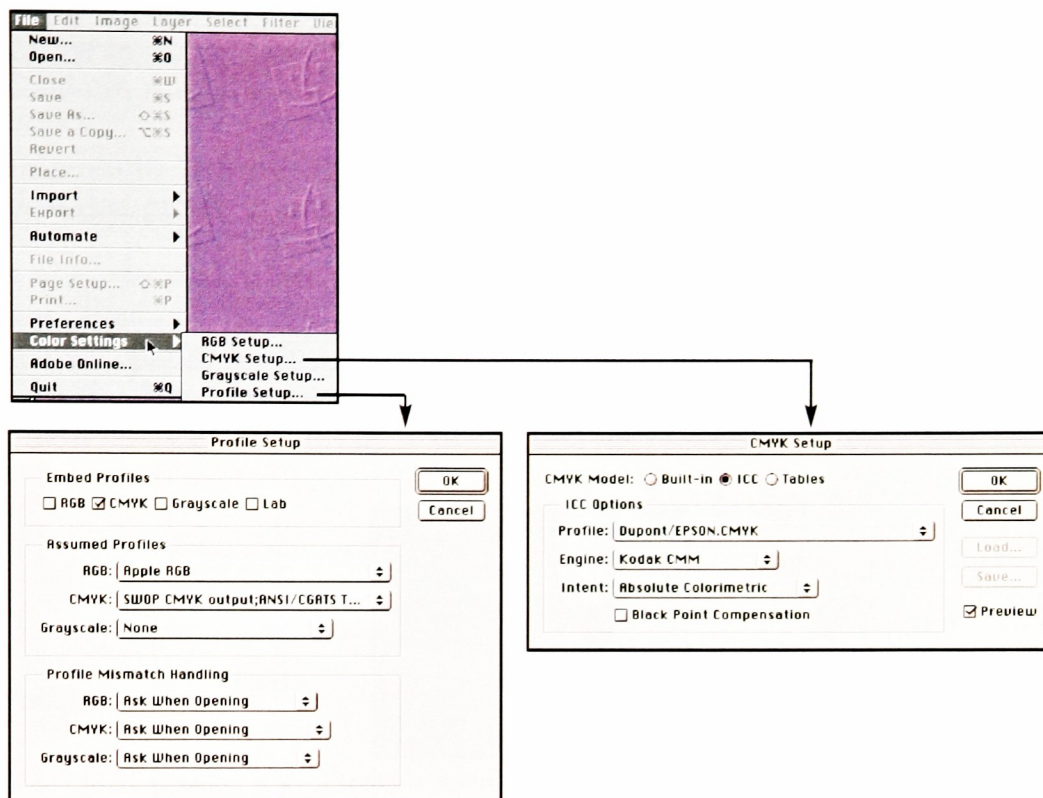 File Edit Image Layer Select Filter Vie
New... ⌘N
Open... ⌘O
Close ⌘W
Save ⌘S
Save As... ⇧⌘S
Save a Copy... ⌥⌘S
Revert
Place...
Import
Export
Automate
File Info...
Page Setup... ⇧⌘P
Print... ⌘P
Preferences
Color Settings
Adobe Online...
Quit ⌘Q
RGB Setup...
CMYK Setup...
Grayscale Setup...
Profile Setup...
Profile Setup
Embed Profiles
RGB CMYK Grayscale Lab
OK
Cancel
Assumed Profiles
RGB: Apple RGB
CMYK: SWOP CMYK output;ANSI/CGATS T...
Grayscale: None
Profile Mismatch Handling
RGB: Ask When Opening
CMYK: Ask When Opening
Grayscale: Ask When Opening
CMYK Setup
CMYK Model: Built-in ICC Tables
ICC Options
Profile: Dupont/EPSON.CMYK
Engine: Kodak CMM
Intent: Absolute Colorimetric
Black Point Compensation
OK
Cancel
Load...
Save...
Preview